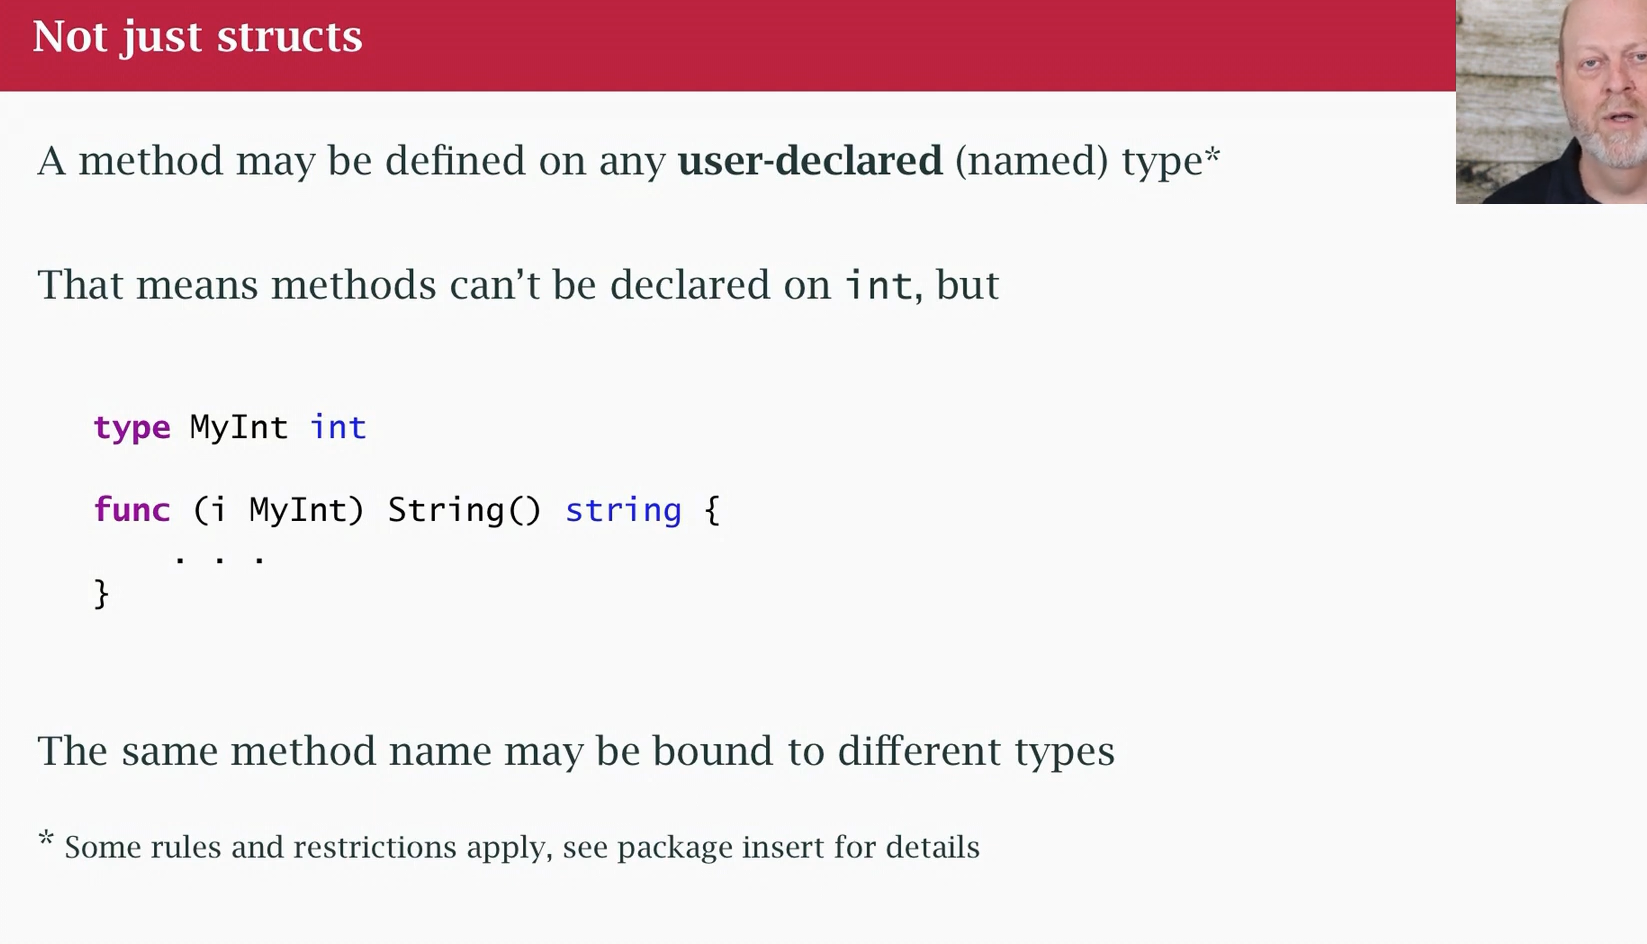 Not just structs
A method may be defined on any user-declared (named) type*
That means methods can’t be declared on int, but
type MyInt int
func (i MyInt) String() string {
. . .
}
The same method name may be bound to different types
* Some rules and restrictions apply, see package insert for details